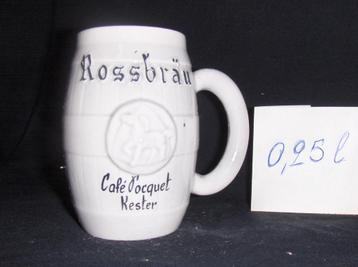 Rossbräu
Café Pocquet
Kester
0,25 l